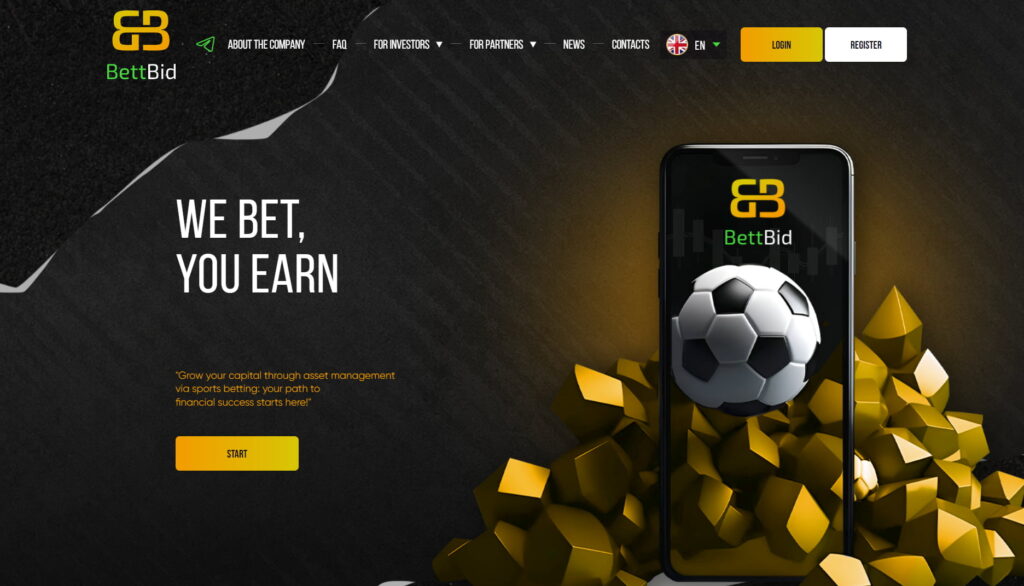 BettBid
ABOUT THE COMPANY
FAQ
FOR INVESTORS ▼
FOR PARTNERS ▼
NEWS
CONTACTS
EN
LOGIN
REGISTER
WE BET,
YOU EARN
"Grow your capital through asset management
via sports betting: your path to
financial success starts here!"
START
BettBid